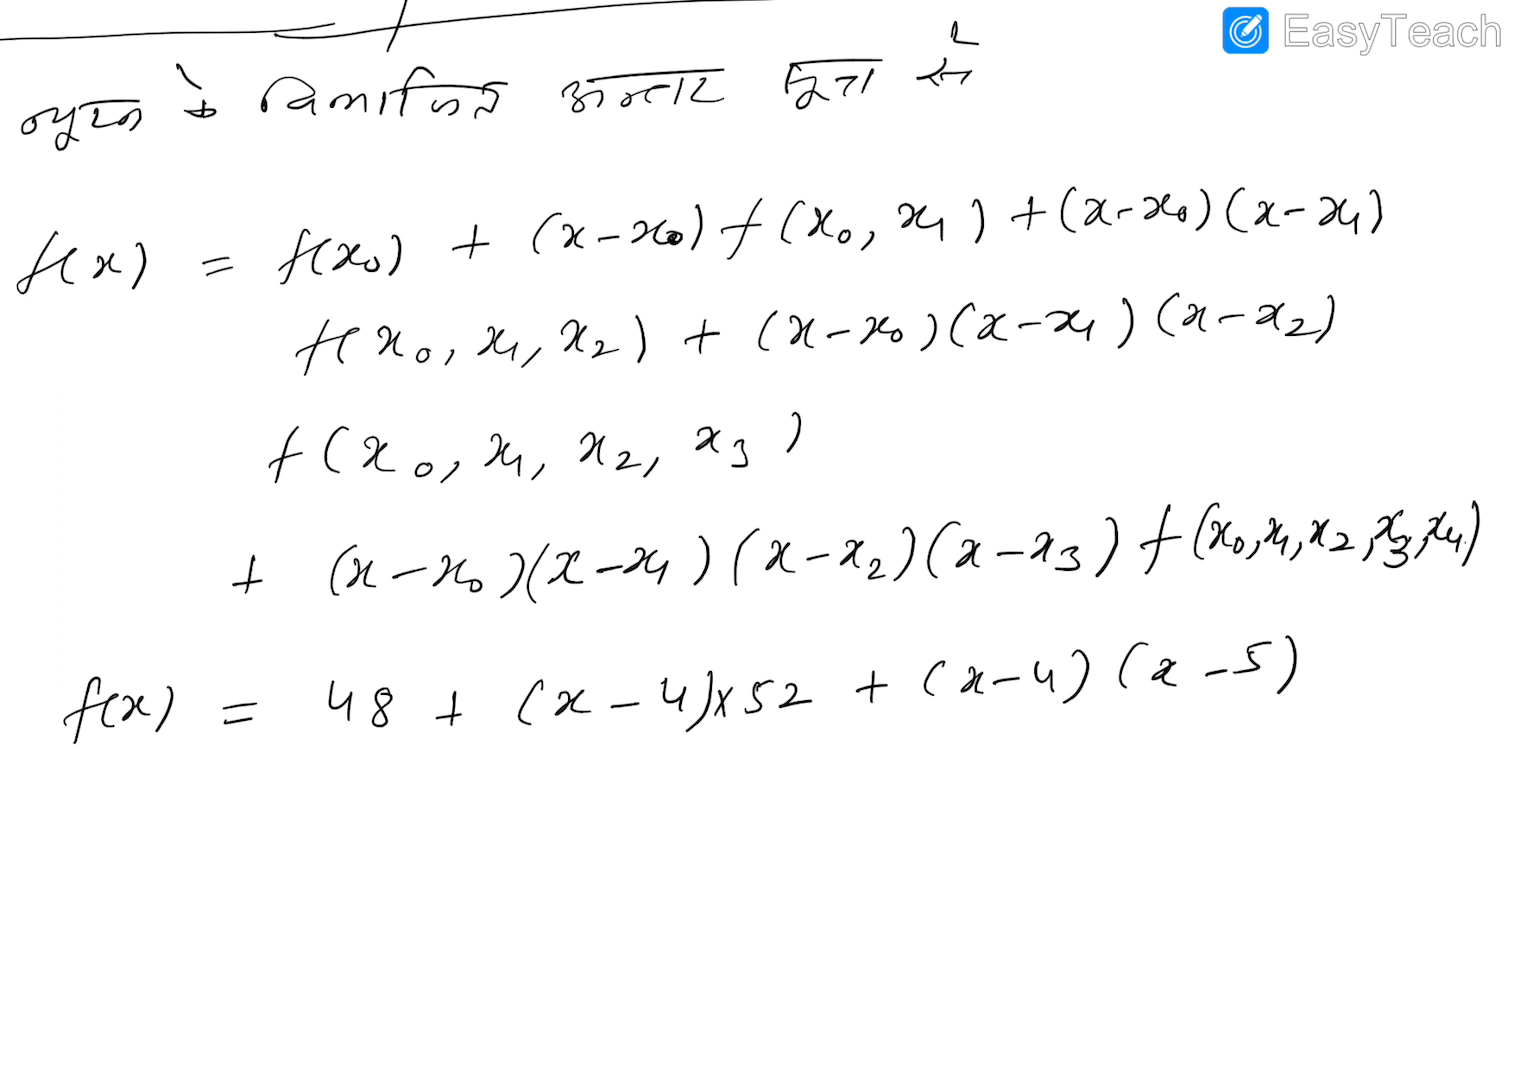 EasyTeach
न्यूटन के विभाजित अन्तर सूत्र से
f(x) = f(x₀) + (x-x₀) f(x₀, x₁) + (x-x₀) (x-x₁)
f(x₀, x₁, x₂) + (x-x₀)(x-x₁) (x-x₂)
f(x₀, x₁, x₂, x₃)
+ (x-x₀)(x-x₁) (x-x₂)(x-x₃) f(x₀,x₁,x₂,x₃,x₄)
f(x) = 48 + (x-4)×52 + (x-4) (x-5)